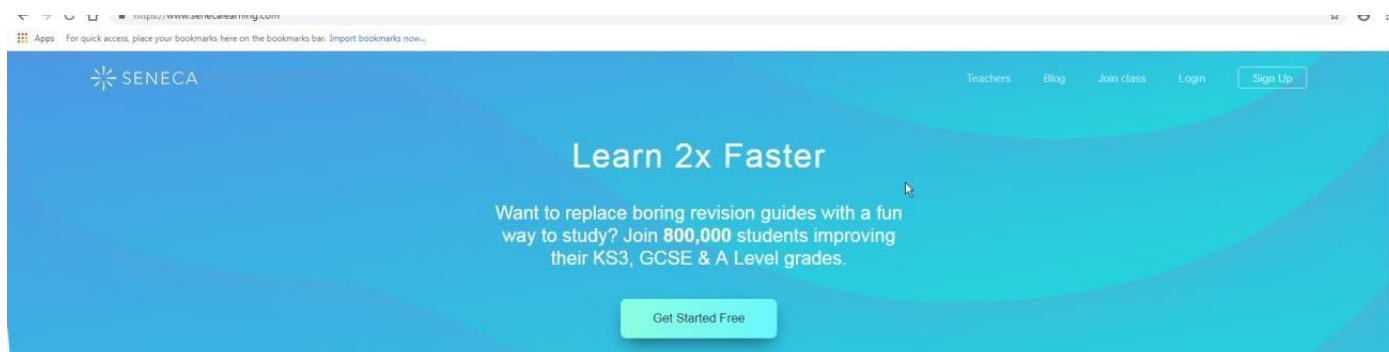 https://www.senecalearning.com
Apps For quick access, place your bookmarks here on the bookmarks bar. Import bookmarks now...
SENECA Teachers Blog Join class Login Sign Up
Learn 2x Faster
Want to replace boring revision guides with a fun
way to study? Join 800,000 students improving
their KS3, GCSE & A Level grades.
Get Started Free